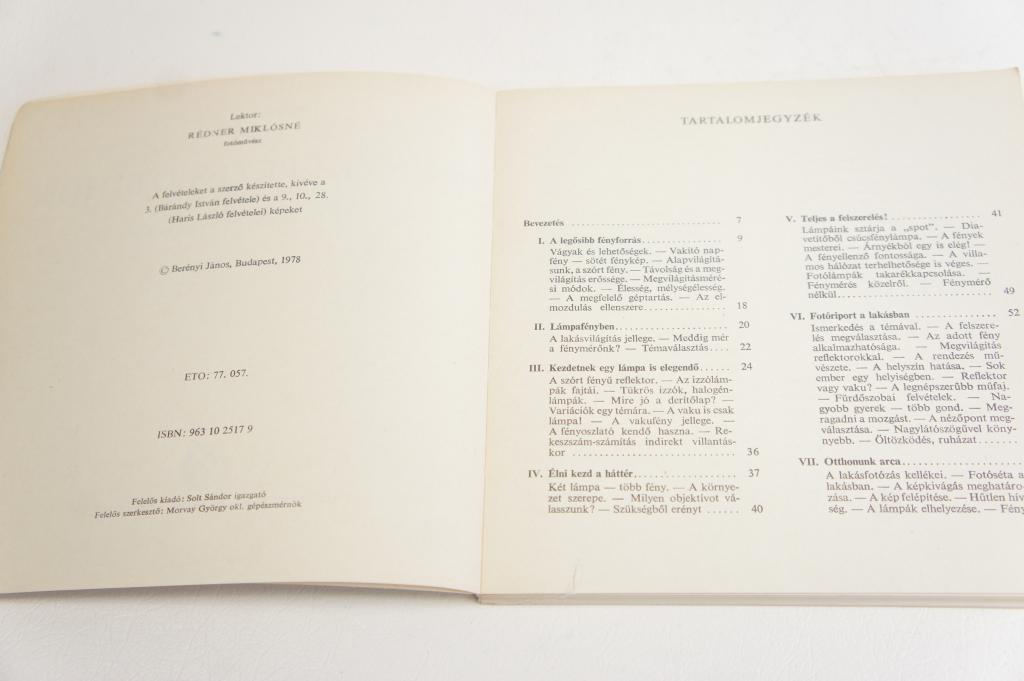 Lektor:
RÉDNER MIKLÓSNÉ
fotóművész
A felvételeket a szerző készítette, kivéve a
3. (Bárándy István felvétele) és a 9., 10., 28.
(Haris László felvételei) képeket
© Berényi János, Budapest, 1978
ETO: 77. 057.
ISBN: 963 10 2517 9
Felelős kiadó: Solt Sándor igazgató
Felelős szerkesztő: Morvay György okl. gépészmérnök
TARTALOMJEGYZÉK
Bevezetés 7
I. A legősibb fényforrás 9
Vágyak és lehetőségek. — Vakító nap-
fény — sötét fénykép. — Alapvilágítá-
sunk, a szórt fény. — Távolság és a meg-
világítás erőssége. — Megvilágításméré-
si módok. — Élesség, mélységélesség.
— A megfelelő géptartás. — Az el-
mozdulás ellenszere 18
II. Lámpafényben 20
A lakásvilágítás jellege. — Meddig mér
a fénymérőnk? — Témaválasztás 22
III. Kezdetnek egy lámpa is elegendő 24
A szórt fényű reflektor. — Az izzólám-
pák fajtái. — Tükrös izzók, halogén-
lámpák. — Mire jó a derítőlap? —
Variációk egy témára. — A vaku is csak
lámpa! — A vakufény jellege. —
A fényoszlató kendő haszna. — Re-
keszszám-számítás indirekt villantás-
kor 36
IV. Élni kezd a háttér 37
Két lámpa — több fény. — A környe-
zet szerepe. — Milyen objektívot vá-
lasszunk? — Szükségből erényt 40
V. Teljes a felszerelés! 41
Lámpáink sztárja a „spot". — Dia-
vetítőből csúcsfénylámpa. — A fények
mesterei. — Árnyékból egy is elég! —
A fényellenző fontossága. — A villa-
mos hálózat terhelhetősége is véges. —
Fotólámpák takarékkapcsolása. —
Fénymérés közelről. — Fénymérő
nélkül 49
VI. Fotóriport a lakásban 52
Ismerkedés a témával. — A felszere-
lés megválasztása. — Az adott fény
alkalmazhatósága. — Megvilágítás
reflektorokkal. — A rendezés mű-
vészete. — A helyszín hatása. — Sok
ember egy helyiségben. — Reflektor
vagy vaku? — A legnépszerűbb műfaj.
— Fürdőszobai felvételek. — Na-
gyobb gyerek — több gond. — Meg-
ragadni a mozgást. — A nézőpont meg-
választása. — Nagylátószögűvel köny-
nyebb. — Öltözködés, ruházat
VII. Otthonunk arca
A lakásfotózás kellékei. — Fotóséta a
lakásban. — A képkivágás meghatáro-
zása. — A kép felépítése. — Hűtlen hív
ség. — A lámpák elhelyezése. — Fény